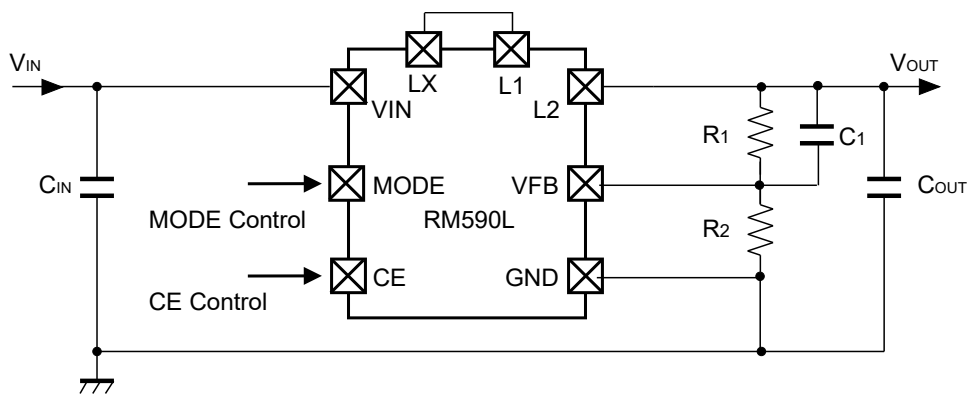 VIN
LX
L1
VOUT
VIN
L2
R1
C1
CIN
MODE
VFB
COUT
MODE Control
RM590L
R2
CE
GND
CE Control